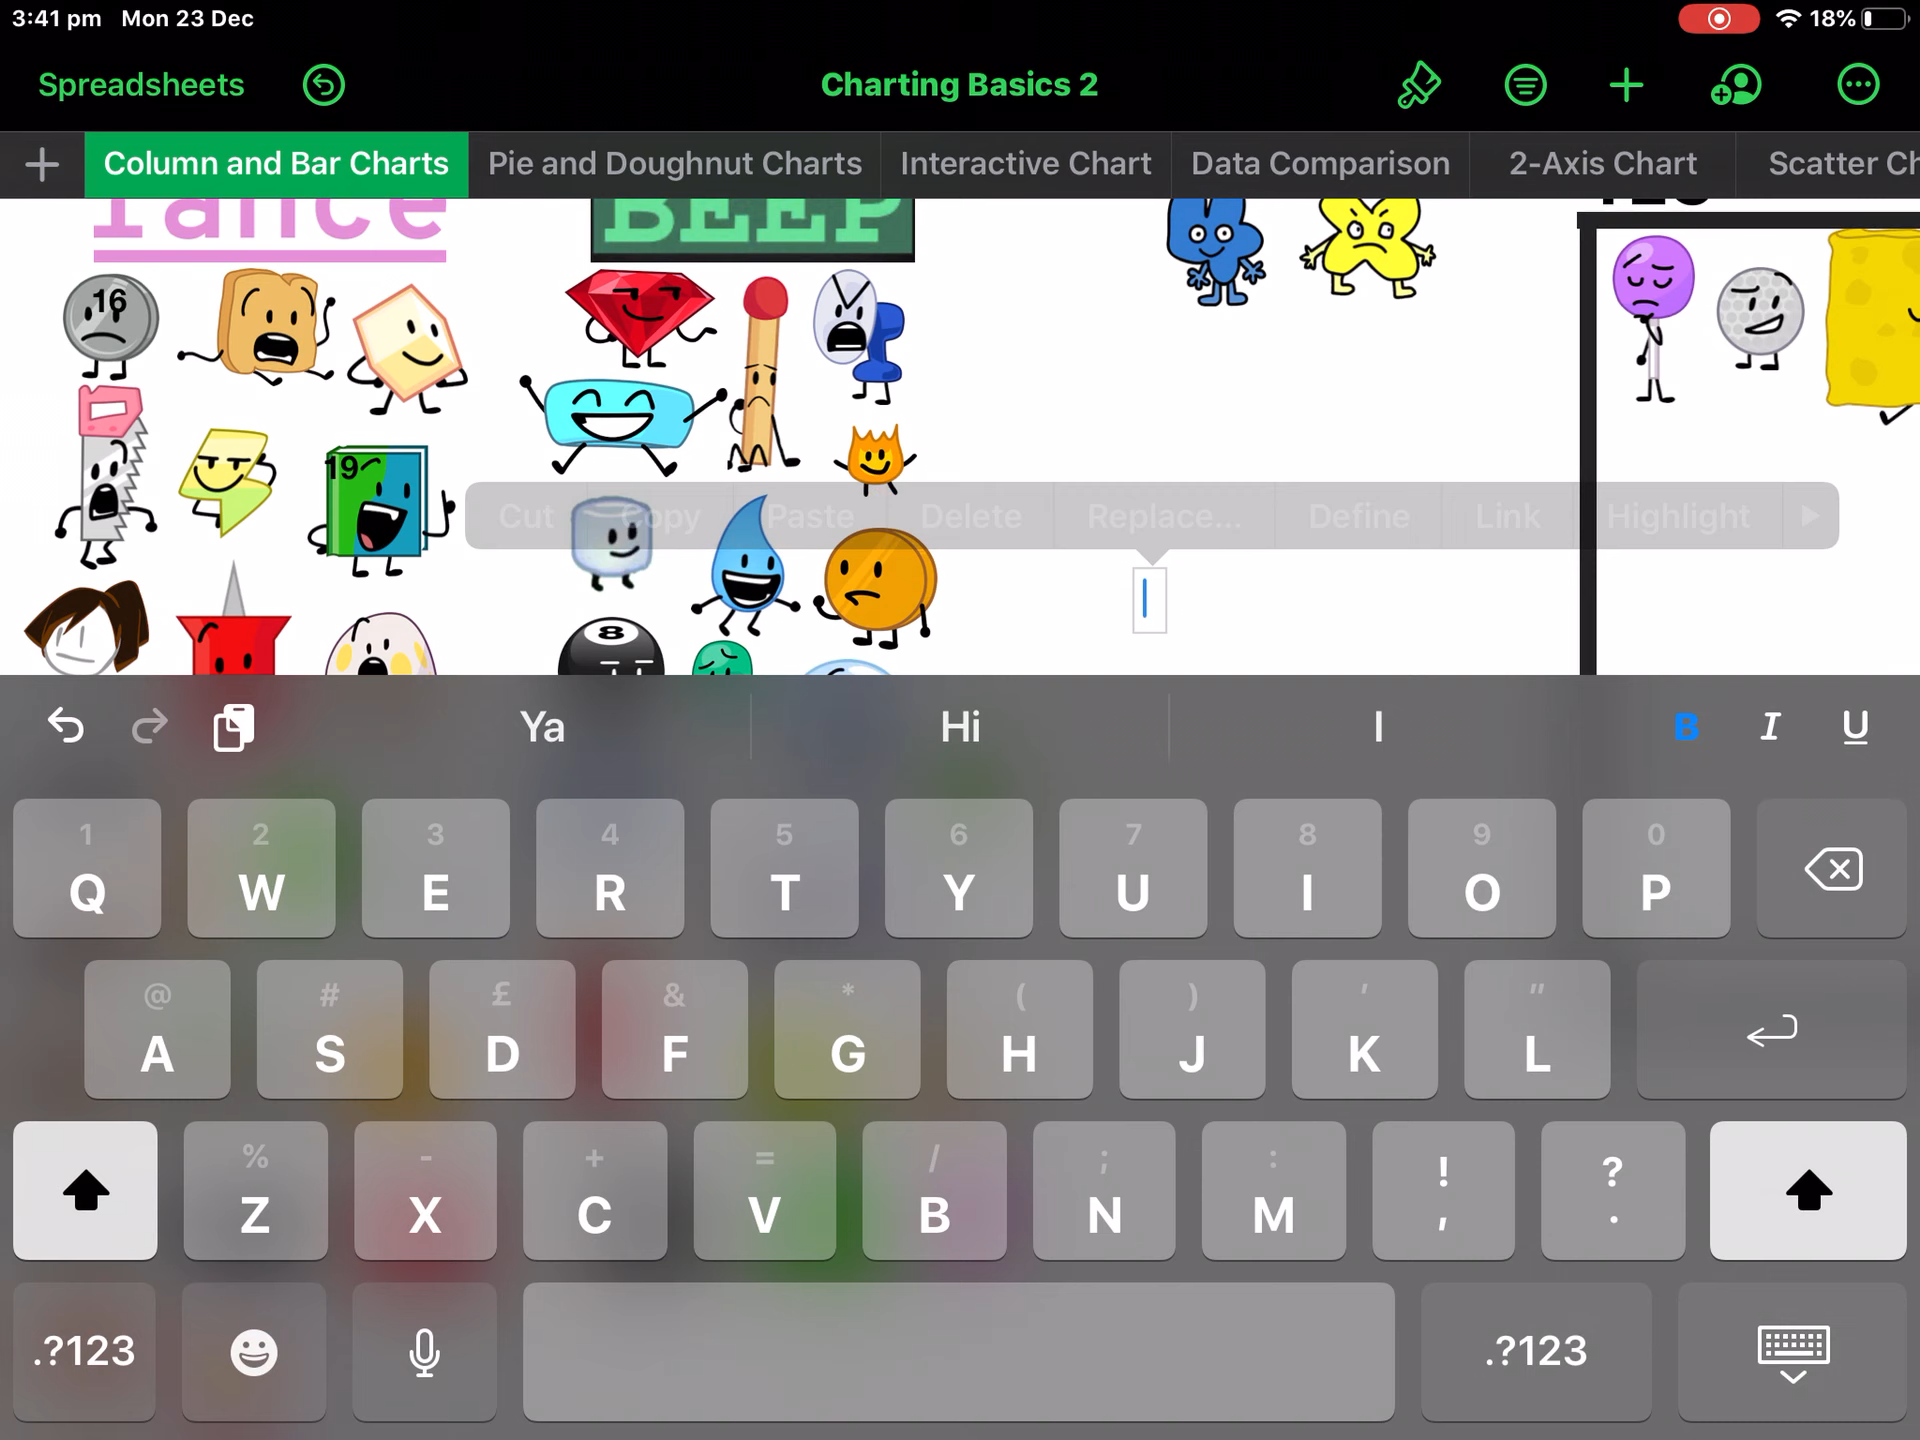 3:41 pm Mon 23 Dec 18%
Spreadsheets Charting Basics 2
Column and Bar Charts Pie and Doughnut Charts Interactive Chart Data Comparison 2-Axis Chart Scatter Ch
BEEP
16
19
8
Cut Copy Paste Delete Replace... Define Link Highlight
Ya Hi I B I U
1 2 3 4 5 6 7 8 9 0
Q W E R T Y U I O P
@ # £ & * ( ) ' "
A S D F G H J K L
% - + = / ; : ! ?
Z X C V B N M , .
.?123 .?123